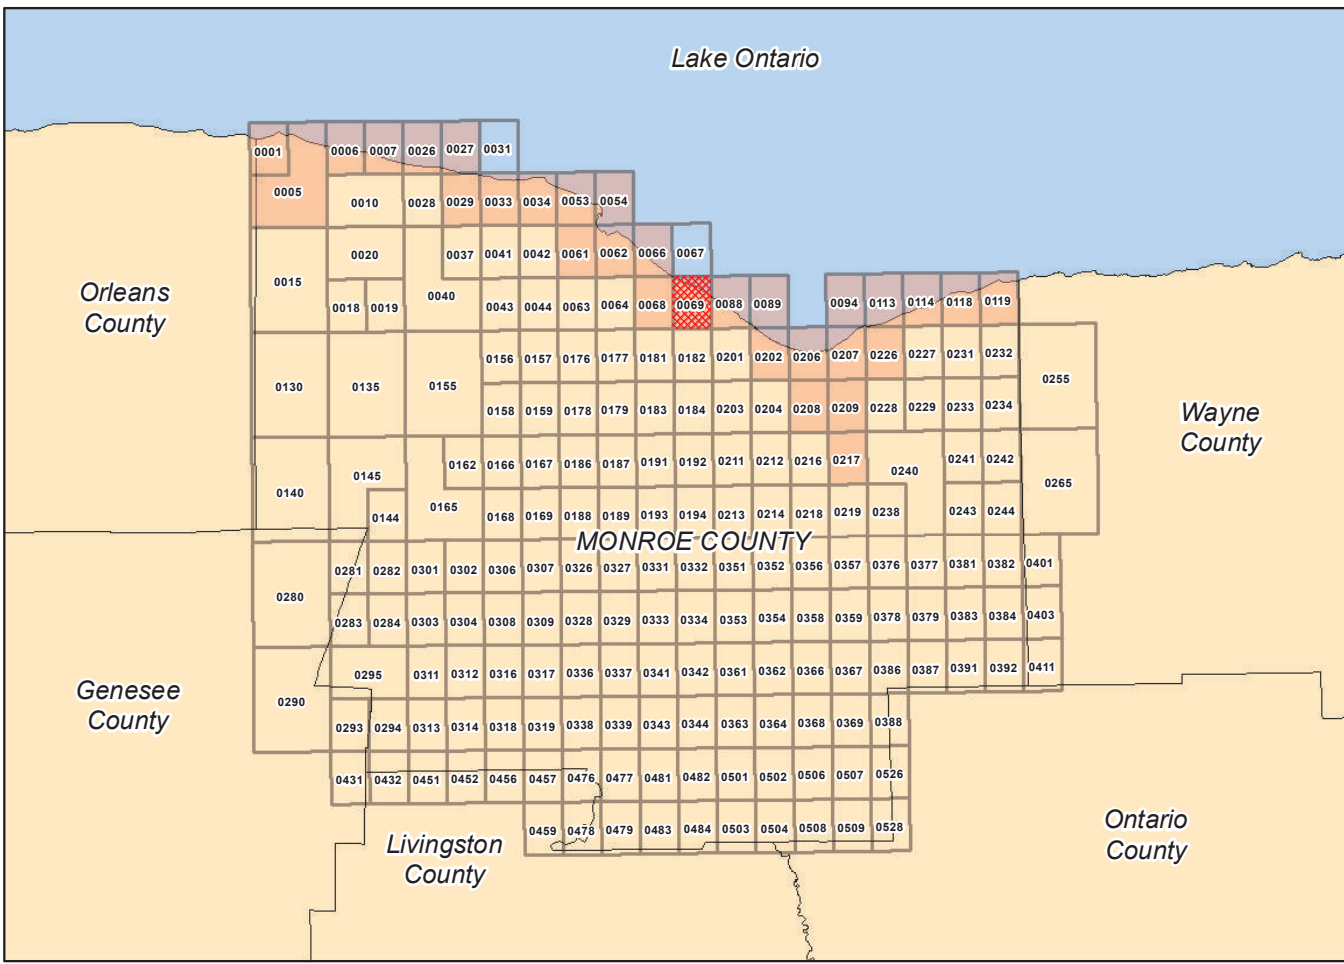 Lake Ontario
0001 0006 0007 0026 0027 0031
0005 0010 0028 0029 0033 0034 0053 0054
0015 0020 0037 0041 0042 0061 0062 0066 0067
0018 0019 0040 0043 0044 0063 0064 0068 0069 0088 0089 0094 0113 0114 0118 0119
Orleans
County
0156 0157 0176 0177 0181 0182 0201 0202 0206 0207 0226 0227 0231 0232
0130 0135 0155 0255
0158 0159 0178 0179 0183 0184 0203 0204 0208 0209 0228 0229 0233 0234
Wayne
County
0162 0166 0167 0186 0187 0191 0192 0211 0212 0216 0217 0240 0241 0242
0140 0145 0165 0265
0144 0168 0169 0188 0189 0193 0194 0213 0214 0218 0219 0238 0243 0244
MONROE COUNTY
0281 0282 0301 0302 0306 0307 0326 0327 0331 0332 0351 0352 0356 0357 0376 0377 0381 0382 0401
0280
0283 0284 0303 0304 0308 0309 0328 0329 0333 0334 0353 0354 0358 0359 0378 0379 0383 0384 0403
0295 0311 0312 0316 0317 0336 0337 0341 0342 0361 0362 0366 0367 0386 0387 0391 0392 0411
Genesee
County
0290
0293 0294 0313 0314 0318 0319 0338 0339 0343 0344 0363 0364 0368 0369 0388
0431 0432 0451 0452 0456 0457 0476 0477 0481 0482 0501 0502 0506 0507 0526
0459 0478 0479 0483 0484 0503 0504 0508 0509 0528
Livingston
County
Ontario
County